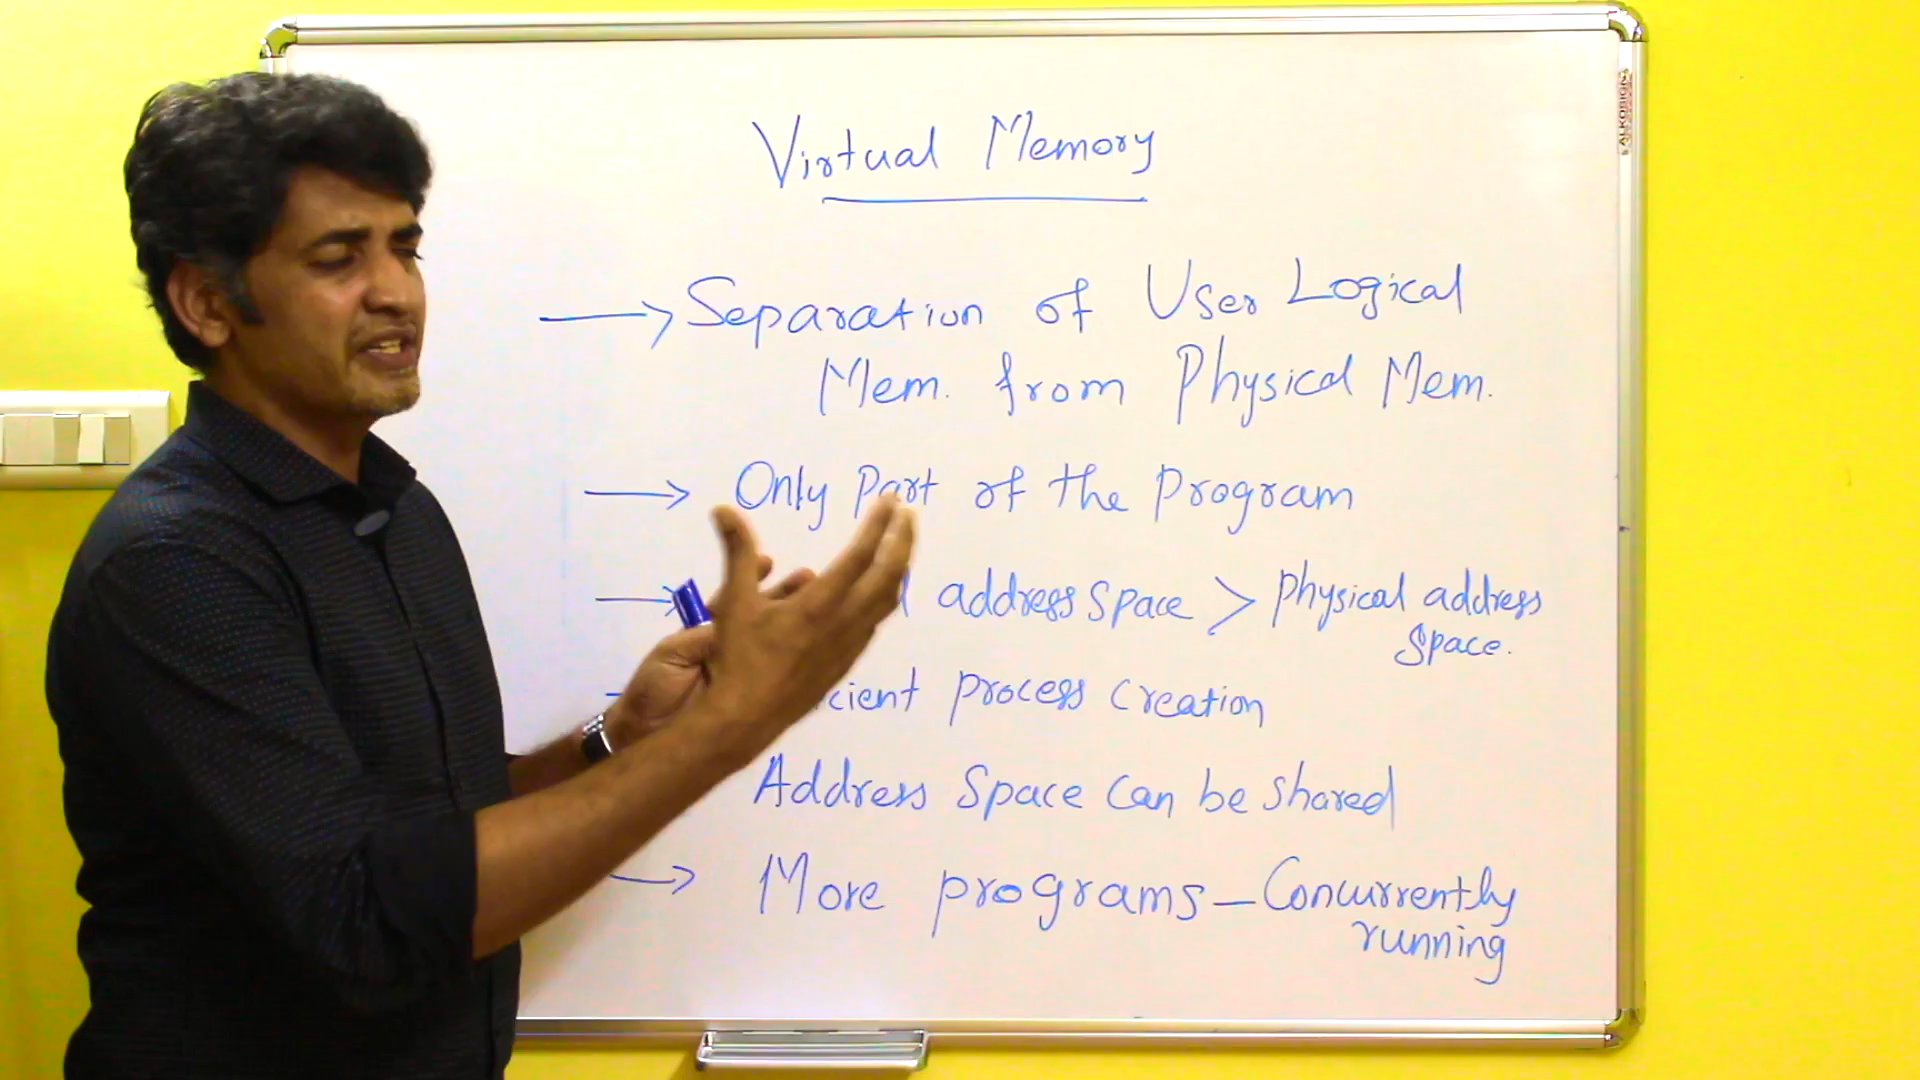 Virtual Memory
Separation of User Logical
Mem. from Physical Mem.
Only part of the program
address space > physical address
space.
process creation
Address space can be shared
More programs - Concurrently
running
ALKOSIGN